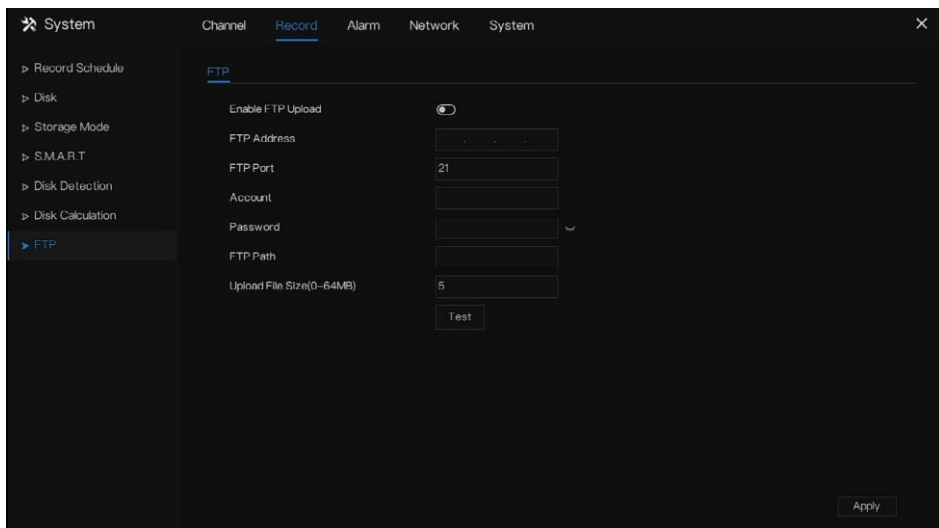 System
Channel Record Alarm Network System
Record Schedule
Disk
Storage Mode
S.M.A.R.T
Disk Detection
Disk Calculation
FTP
FTP
Enable FTP Upload
FTP Address . . .
FTP Port 21
Account
Password
FTP Path
Upload File Size(0-64MB) 5
Test
Apply